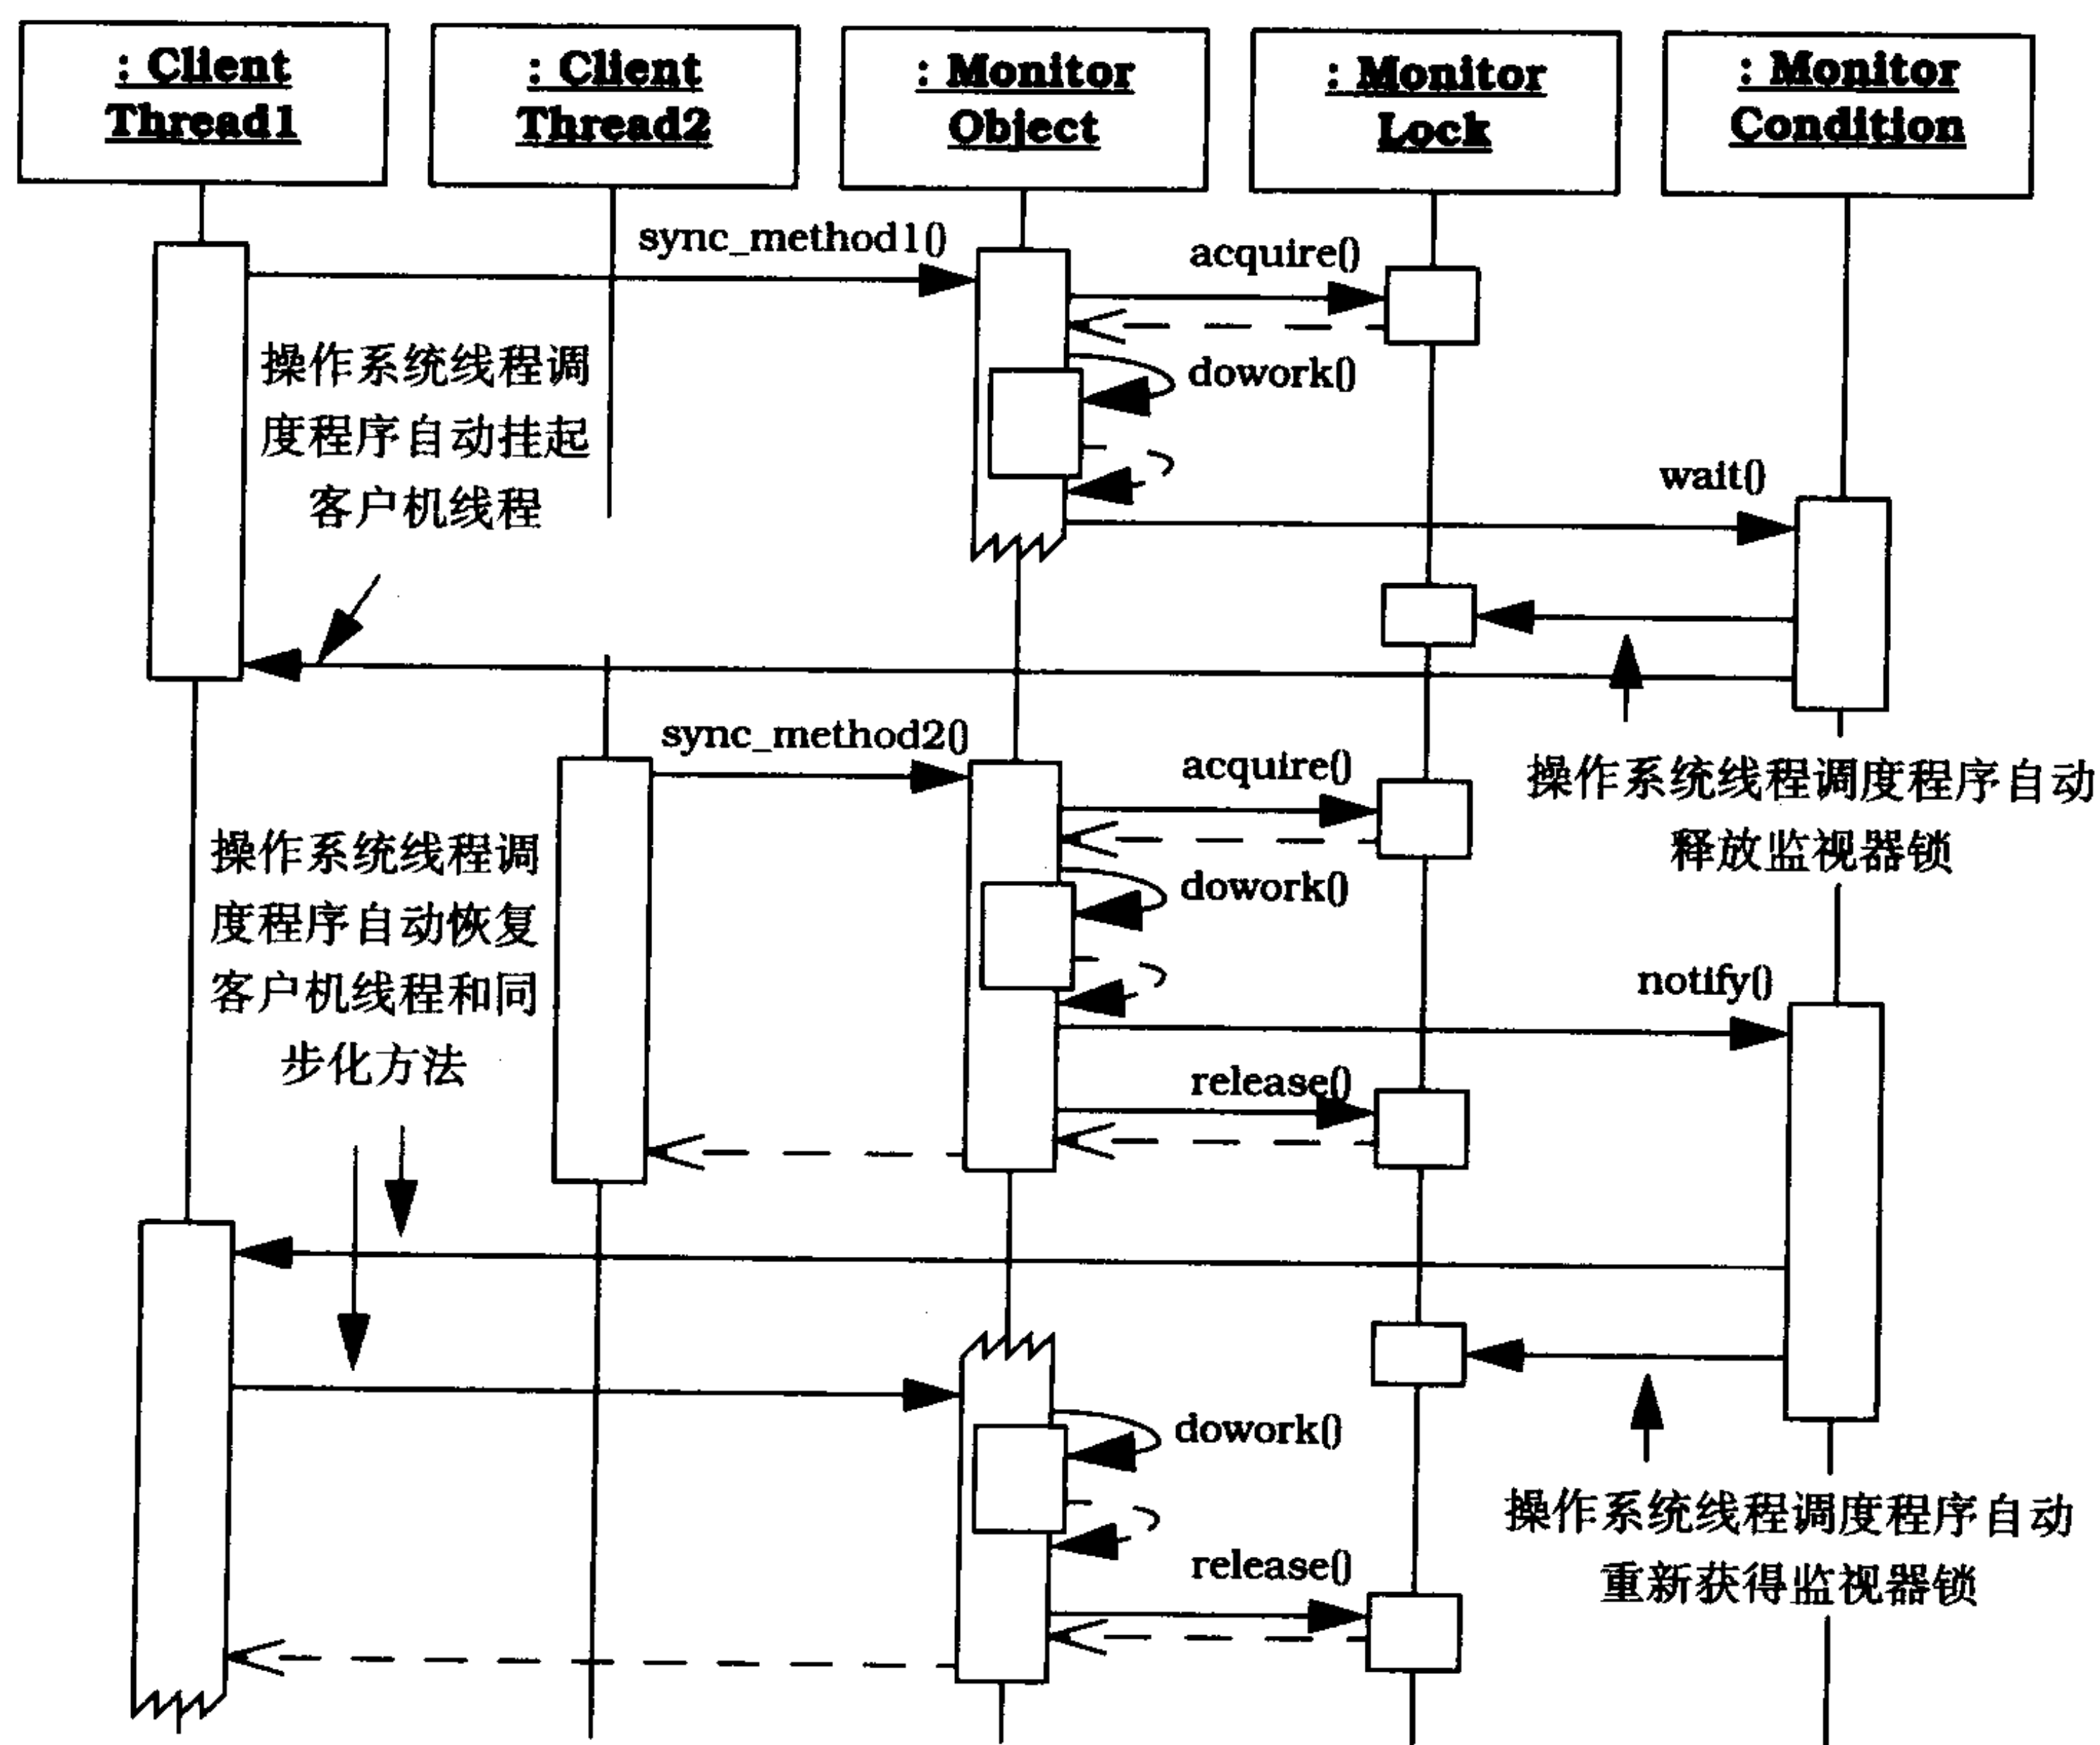 : Client
Thread1
: Client
Thread2
: Monitor
Object
: Monitor
Lock
: Monitor
Condition
sync_method1()
acquire()
操作系统线程调
度程序自动挂起
客户机线程
dowork()
wait()
sync_method2()
acquire()
操作系统线程调度程序自动
释放监视器锁
操作系统线程调
度程序自动恢复
客户机线程和同
步化方法
dowork()
notify()
release()
dowork()
操作系统线程调度程序自动
重新获得监视器锁
release()